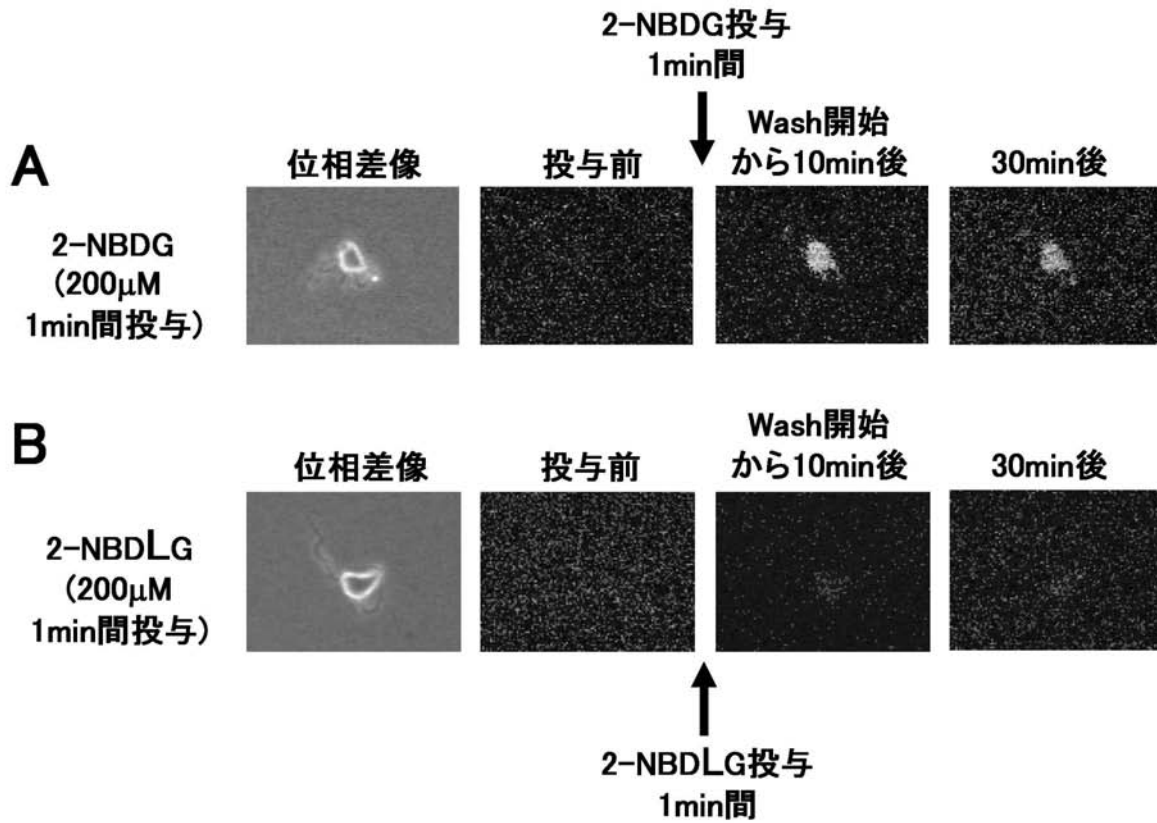 2-NBDG投与
1min間
A
位相差像
投与前
Wash開始
から10min後
30min後
2-NBDG
(200μM
1min間投与)
B
位相差像
投与前
Wash開始
から10min後
30min後
2-NBDLG
(200μM
1min間投与)
2-NBDLG投与
1min間